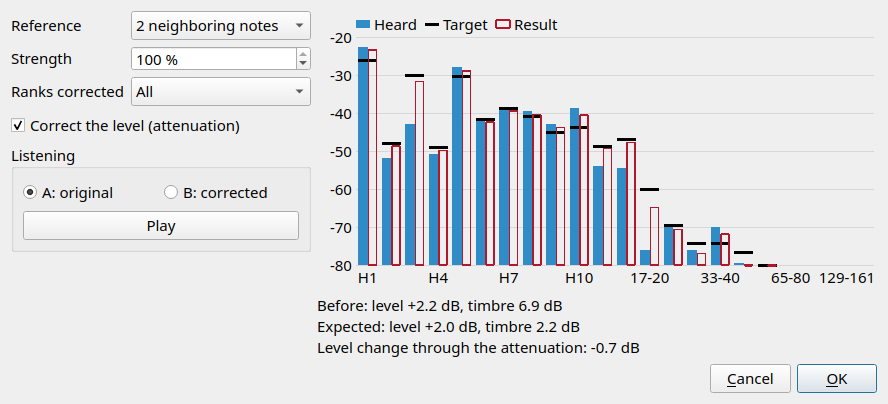 Reference
2 neighboring notes
Strength
100 %
Ranks corrected
All
Correct the level (attenuation)
Listening
A: original
B: corrected
Play
Heard
Target
Result
-20
-30
-40
-50
-60
-70
-80
H1
H4
H7
H10
17-20
33-40
65-80
129-161
Before: level +2.2 dB, timbre 6.9 dB
Expected: level +2.0 dB, timbre 2.2 dB
Level change through the attenuation: -0.7 dB
Cancel
OK